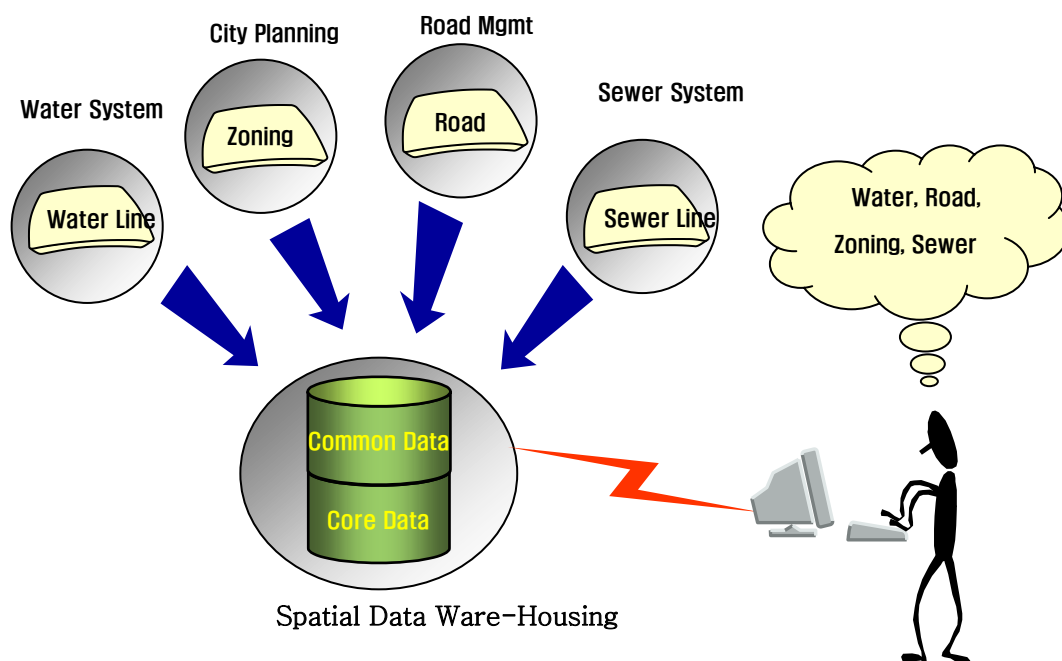 City Planning
Road Mgmt
Water System
Sewer System
Zoning
Road
Water Line
Sewer Line
Water, Road,
Zoning, Sewer
Common Data
Core Data
Spatial Data Ware-Housing